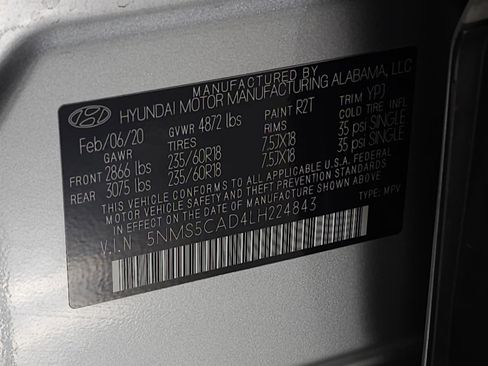 MANUFACTURED BY
HYUNDAI MOTOR MANUFACTURING ALABAMA, LLC
Feb/06/20 GVWR 4872 lbs PAINT R2T TRIM YPJ
GAWR TIRES RIMS COLD TIRE INFL
FRONT 2866 lbs 235/60R18 7.5JX18 35 psi SINGLE
REAR 3075 lbs 235/60R18 7.5JX18 35 psi SINGLE
THIS VEHICLE CONFORMS TO ALL APPLICABLE U.S.A. FEDERAL
MOTOR VEHICLE SAFETY AND THEFT PREVENTION STANDARDS
IN EFFECT ON THE DATE OF MANUFACTURE SHOWN ABOVE.
V.I.N 5NMS5CAD4LH224843 TYPE: MPV